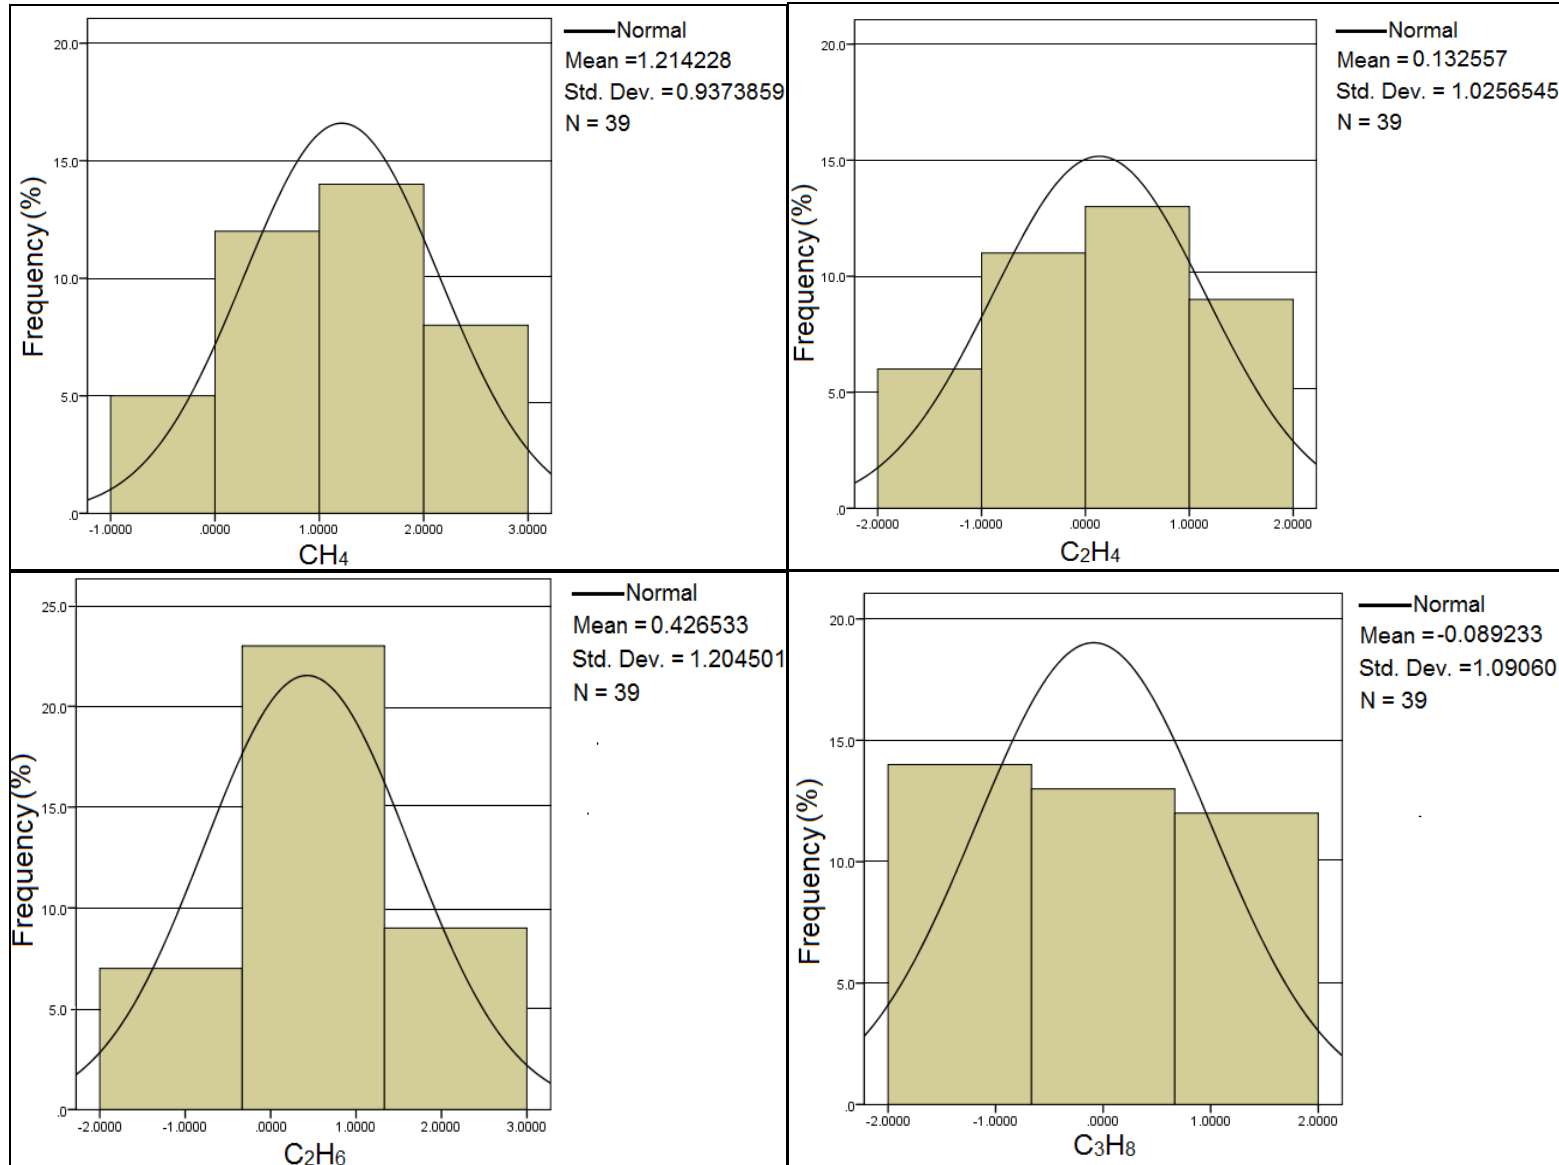 Normal
Mean =1.214228
Std. Dev. =0.9373859
N = 39
20.0
15.0
10.0
5.0
.0
Frequency (%)
-1.0000 .0000 1.0000 2.0000 3.0000
CH₄
Normal
Mean = 0.132557
Std. Dev. = 1.0256545
N = 39
20.0
15.0
10.0
5.0
.0
Frequency (%)
-2.0000 -1.0000 .0000 1.0000 2.0000
C₂H₄
Normal
Mean = 0.426533
Std. Dev. = 1.204501
N = 39
25.0
20.0
15.0
10.0
5.0
.0
Frequency (%)
-2.0000 -1.0000 .0000 1.0000 2.0000 3.0000
C₂H₆
Normal
Mean =-0.089233
Std. Dev. =1.09060
N = 39
20.0
15.0
10.0
5.0
.0
Frequency (%)
-2.0000 -1.0000 .0000 1.0000 2.0000
C₃H₈